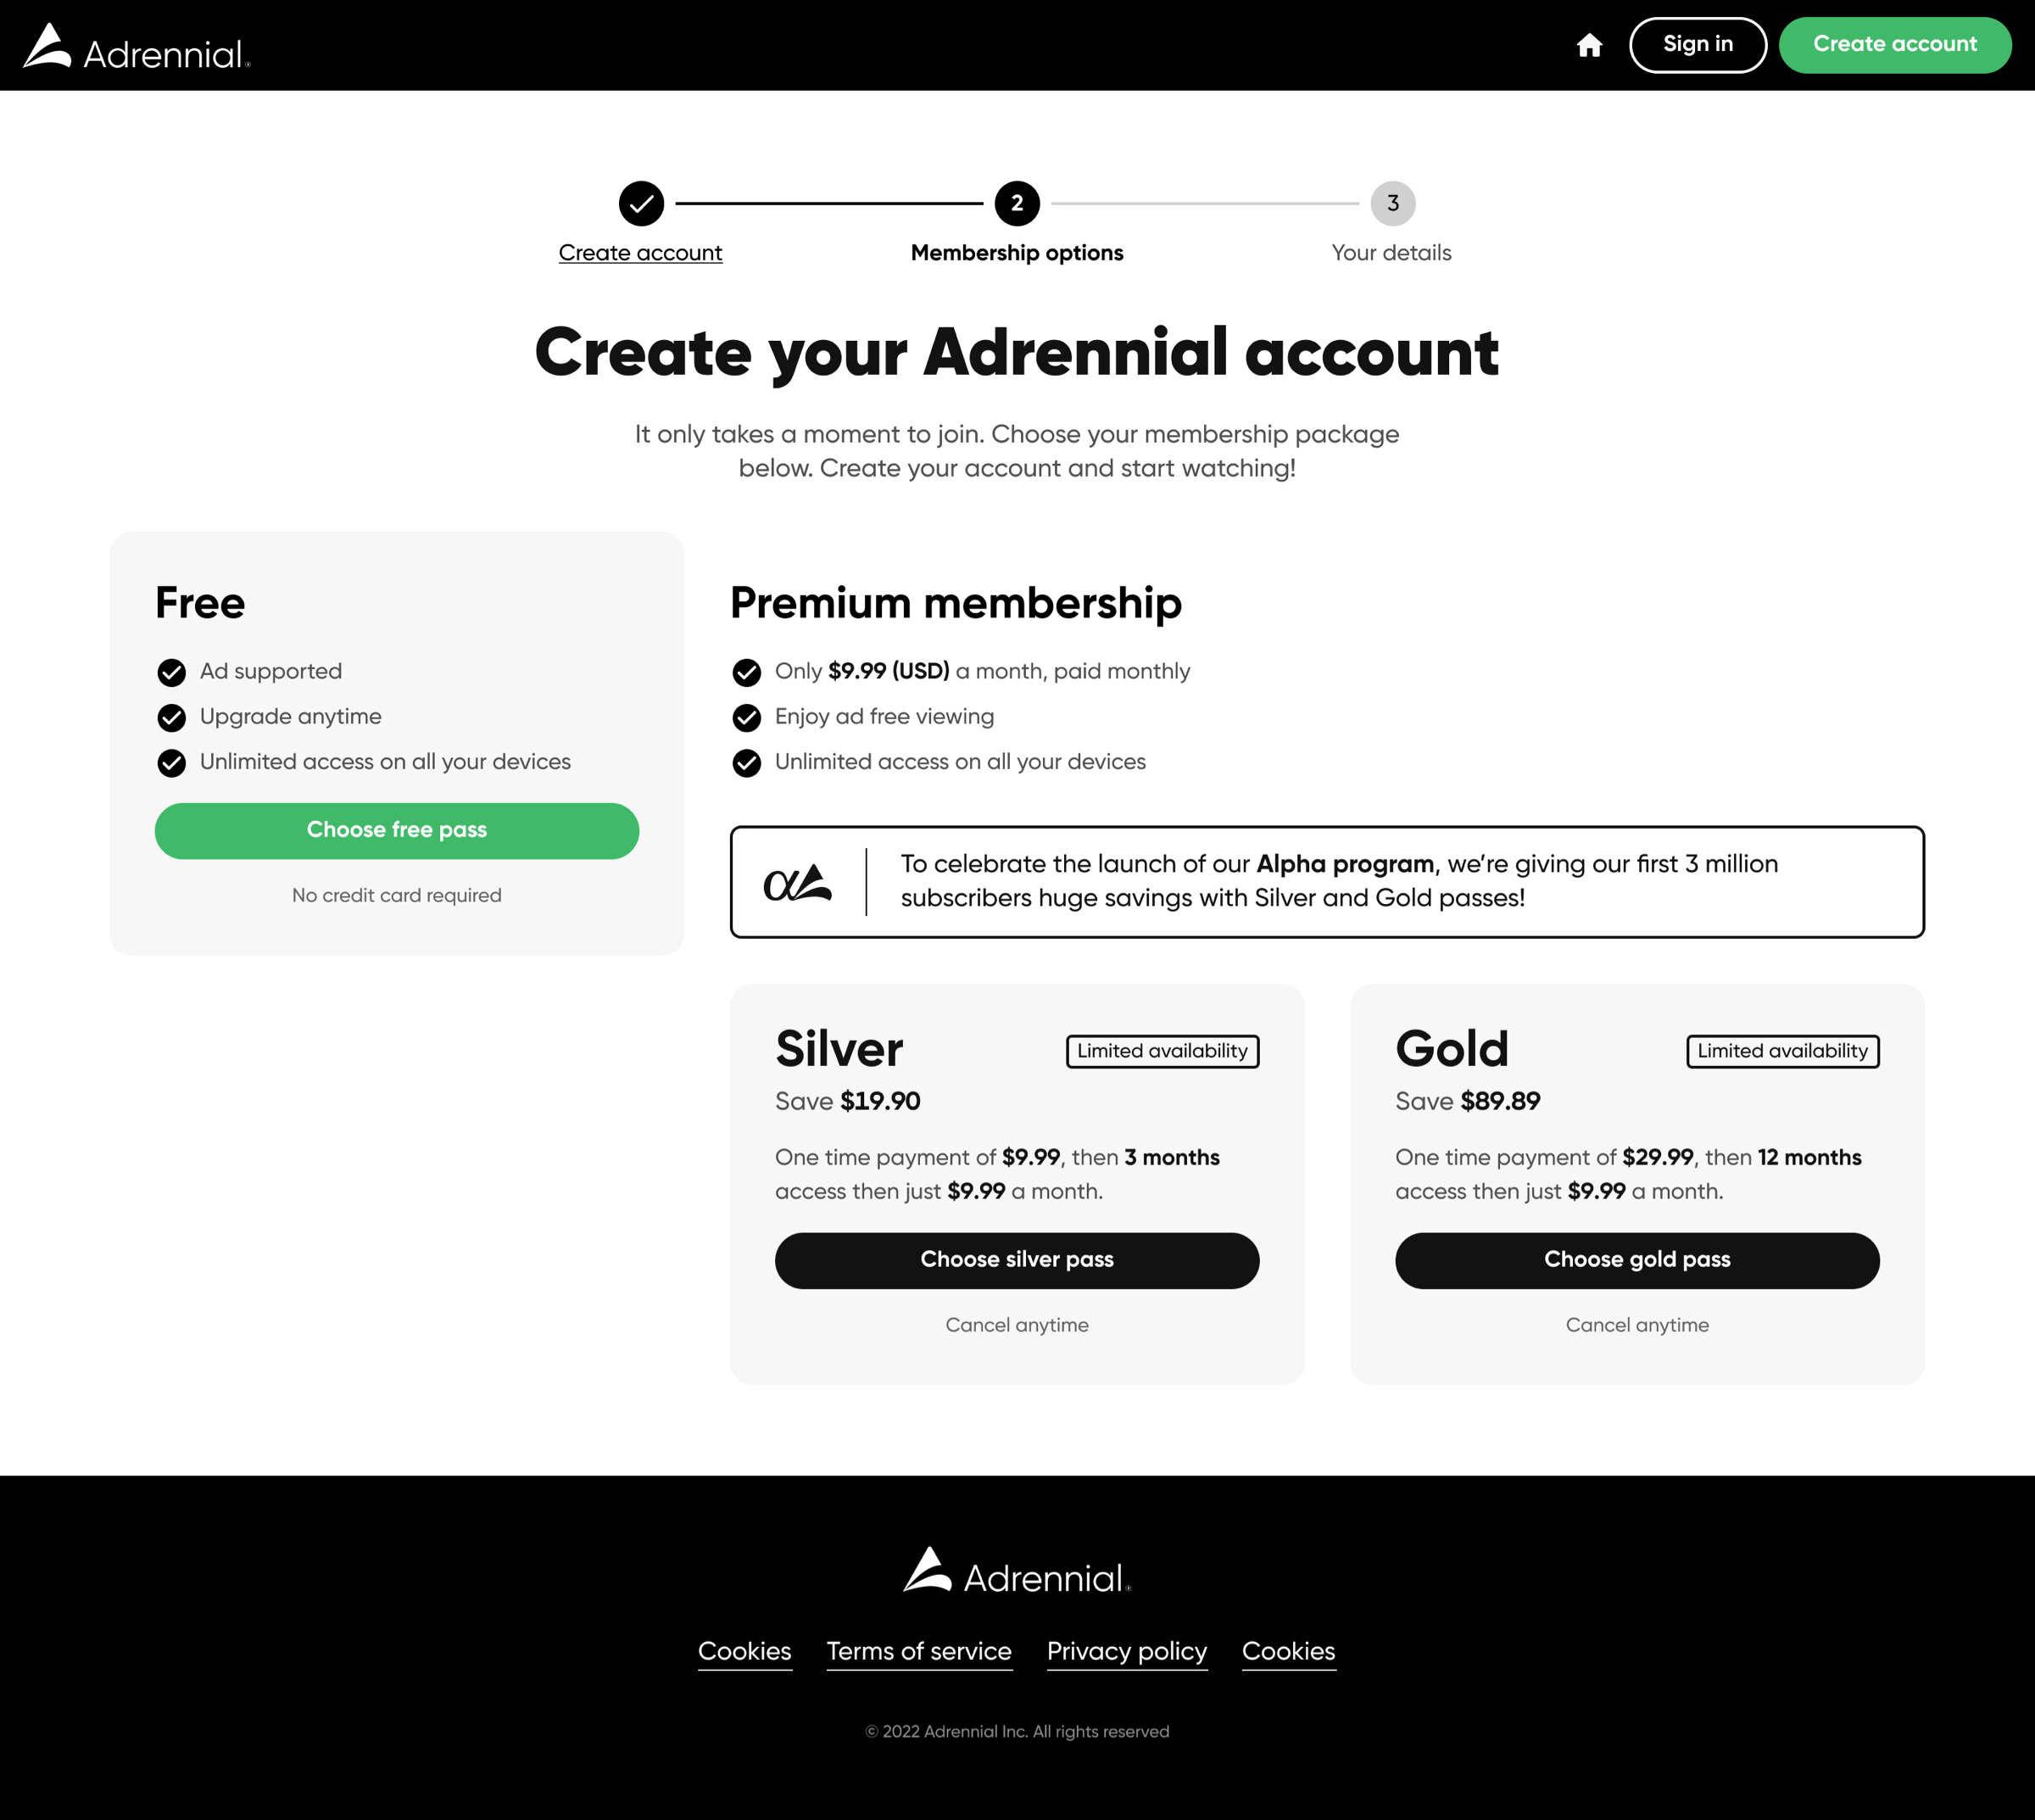 Adrennial
Sign in
Create account
2
3
Create account
Membership options
Your details
Create your Adrennial account
It only takes a moment to join. Choose your membership package
below. Create your account and start watching!
Free
Ad supported
Upgrade anytime
Unlimited access on all your devices
Choose free pass
No credit card required
Premium membership
Only $9.99 (USD) a month, paid monthly
Enjoy ad free viewing
Unlimited access on all your devices
To celebrate the launch of our Alpha program, we’re giving our first 3 million
subscribers huge savings with Silver and Gold passes!
Silver
Limited availability
Save $19.90
One time payment of $9.99, then 3 months
access then just $9.99 a month.
Choose silver pass
Cancel anytime
Gold
Limited availability
Save $89.89
One time payment of $29.99, then 12 months
access then just $9.99 a month.
Choose gold pass
Cancel anytime
Adrennial
Cookies
Terms of service
Privacy policy
Cookies
© 2022 Adrennial Inc. All rights reserved